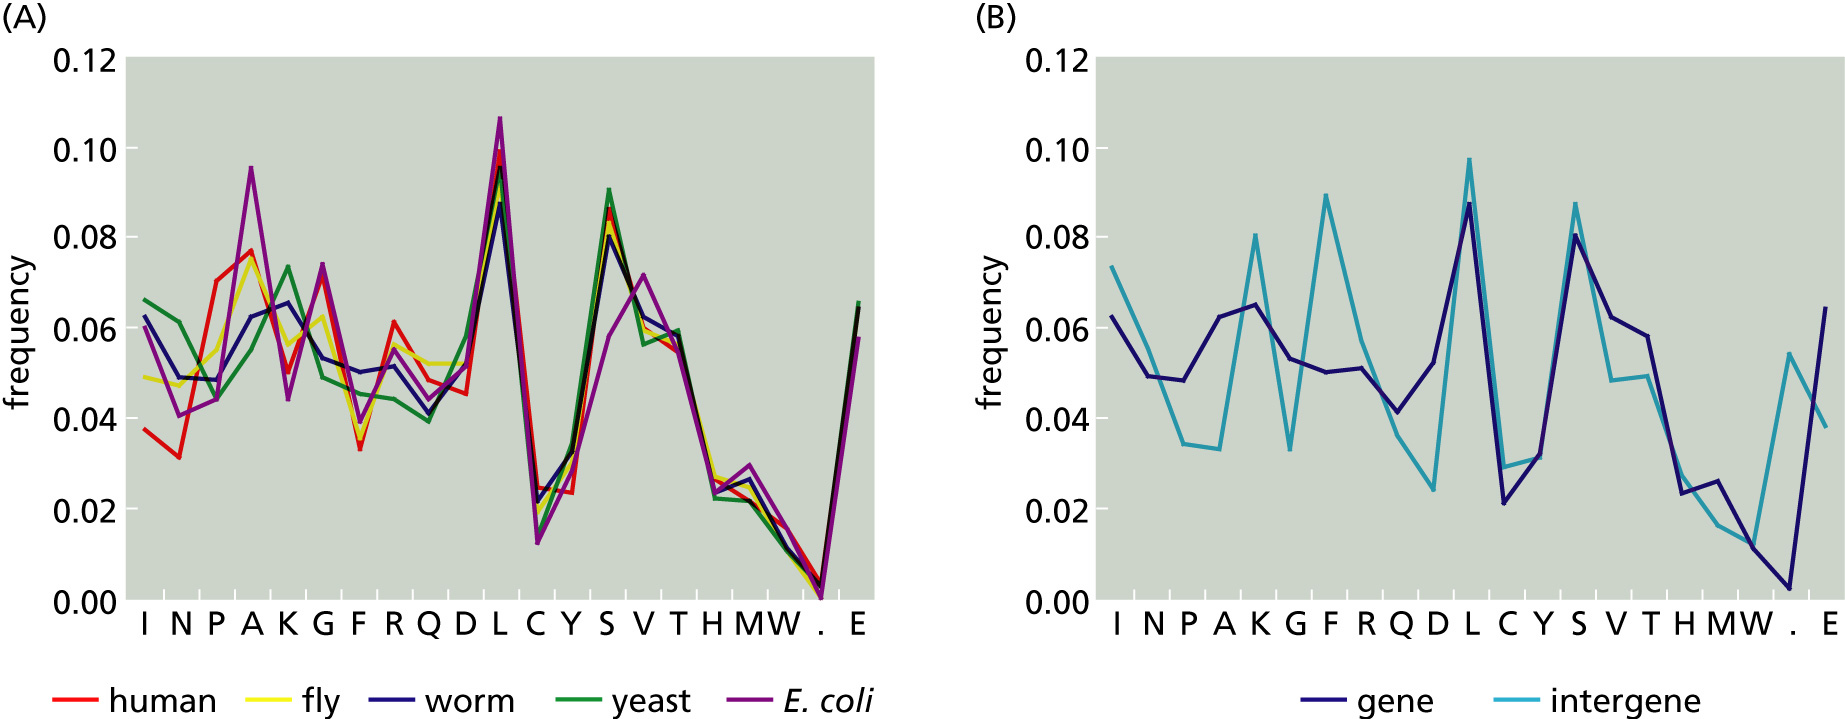 (A)
frequency
0.12
0.10
0.08
0.06
0.04
0.02
0.00
I N P A K G F R Q D L C Y S V T H M W . E
human fly worm yeast E. coli
(B)
frequency
0.12
0.10
0.08
0.06
0.04
0.02
0.00
I N P A K G F R Q D L C Y S V T H M W . E
gene intergene